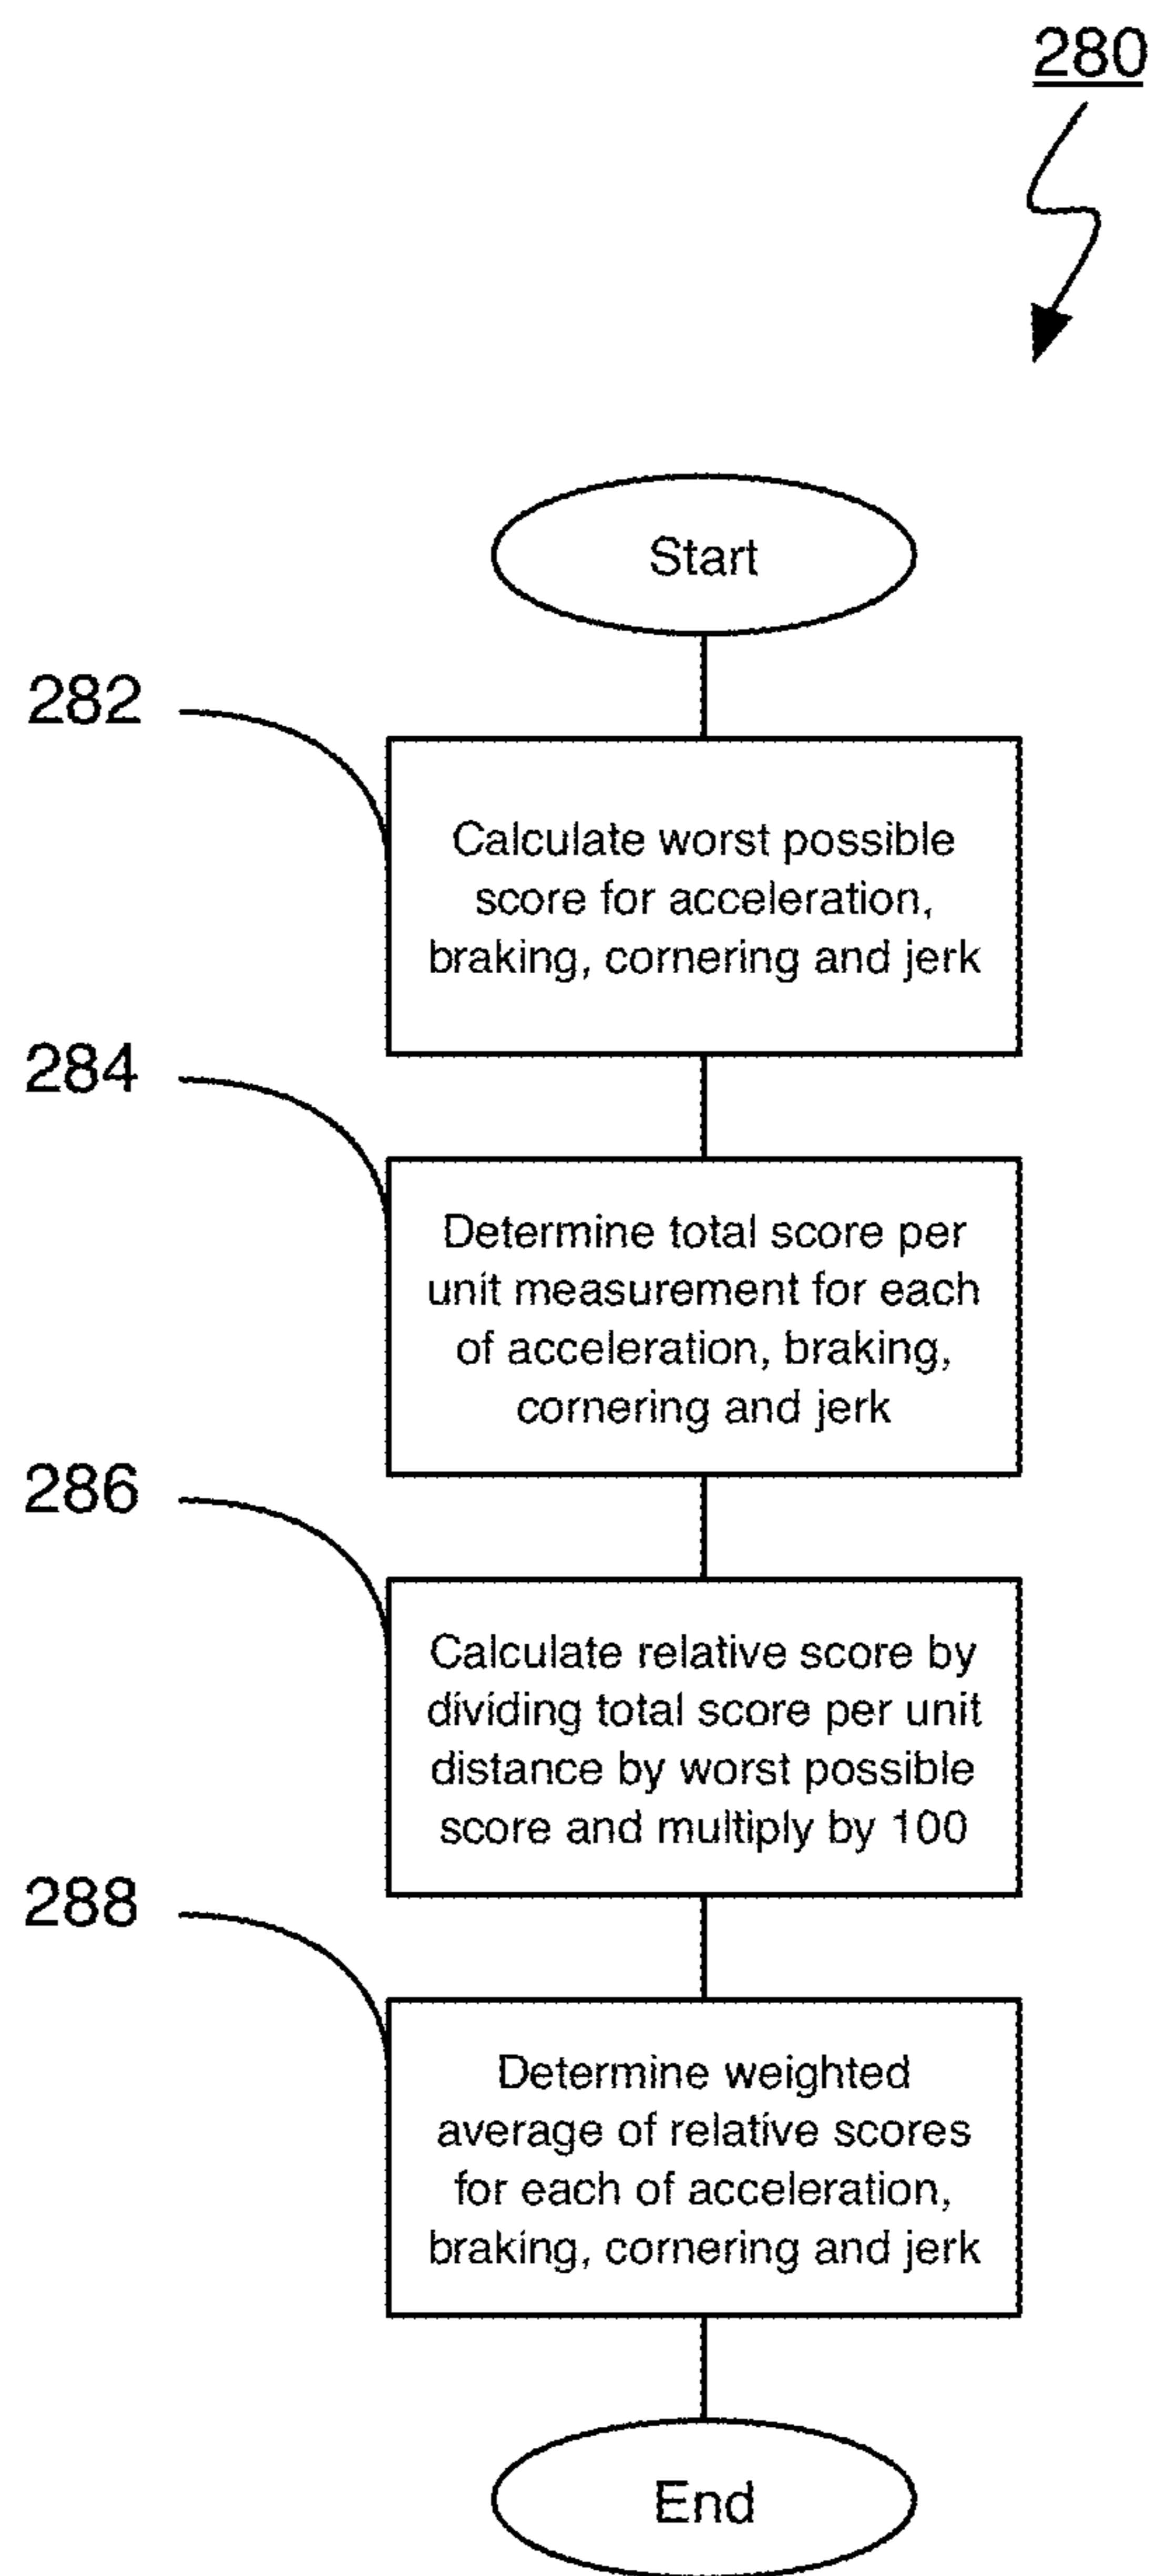 280
Start
282
Calculate worst possible
score for acceleration,
braking, cornering and jerk
284
Determine total score per
unit measurement for each
of acceleration, braking,
cornering and jerk
286
Calculate relative score by
dividing total score per unit
distance by worst possible
score and multiply by 100
288
Determine weighted
average of relative scores
for each of acceleration,
braking, cornering and jerk
End